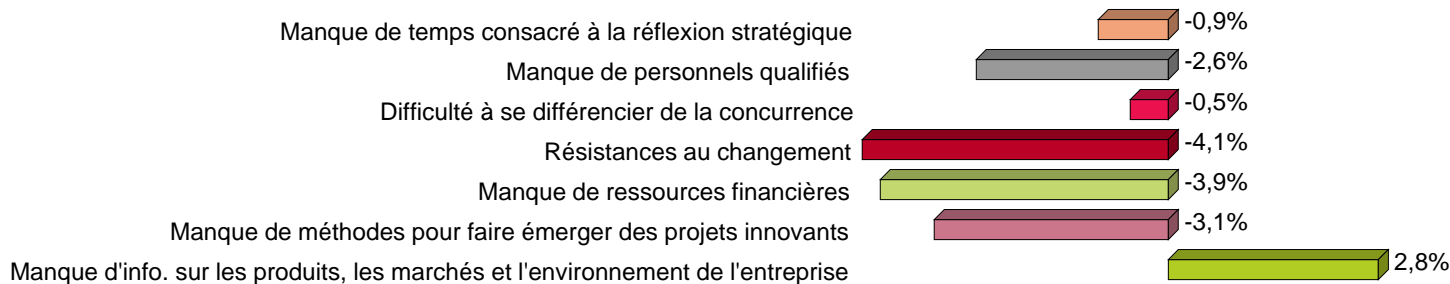 Manque de temps consacré à la réflexion stratégique -0,9%
Manque de personnels qualifiés -2,6%
Difficulté à se différencier de la concurrence -0,5%
Résistances au changement -4,1%
Manque de ressources financières -3,9%
Manque de méthodes pour faire émerger des projets innovants -3,1%
Manque d'info. sur les produits, les marchés et l'environnement de l'entreprise 2,8%